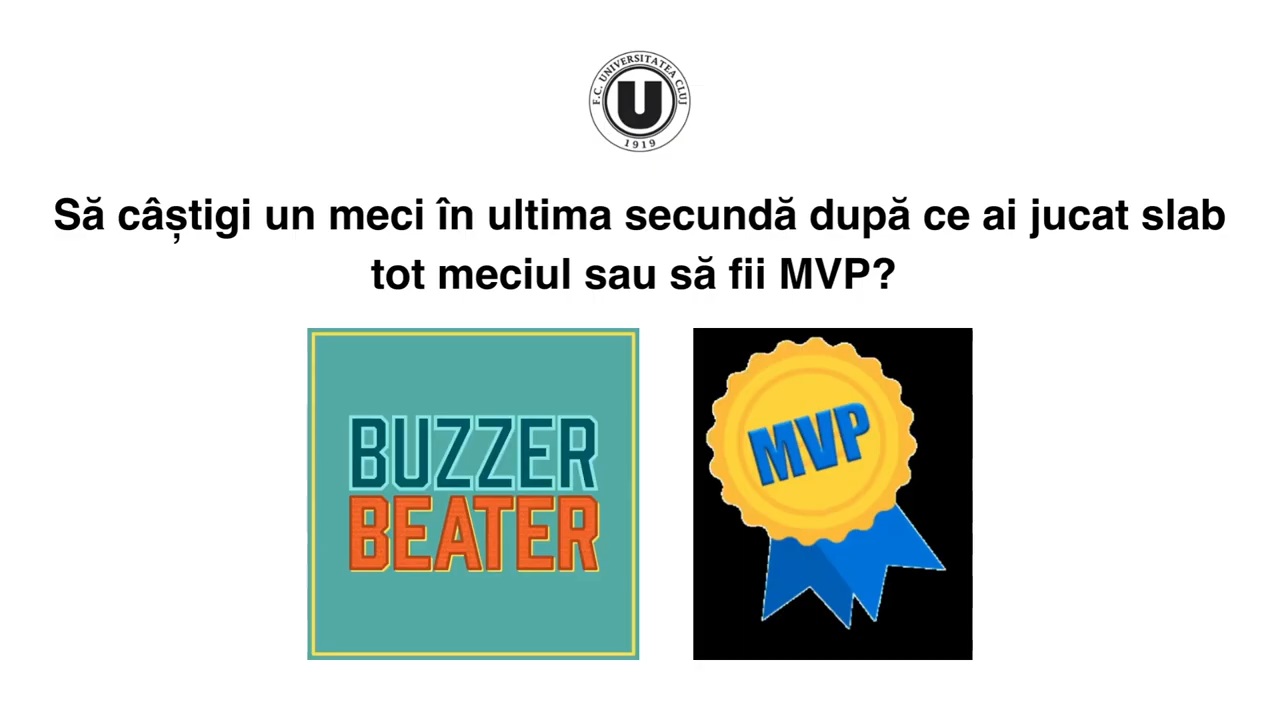 F.C. UNIVERSITATEA CLUJ
U
1919
Să câștigi un meci în ultima secundă după ce ai jucat slab
tot meciul sau să fii MVP?
BUZZER
BEATER
MVP